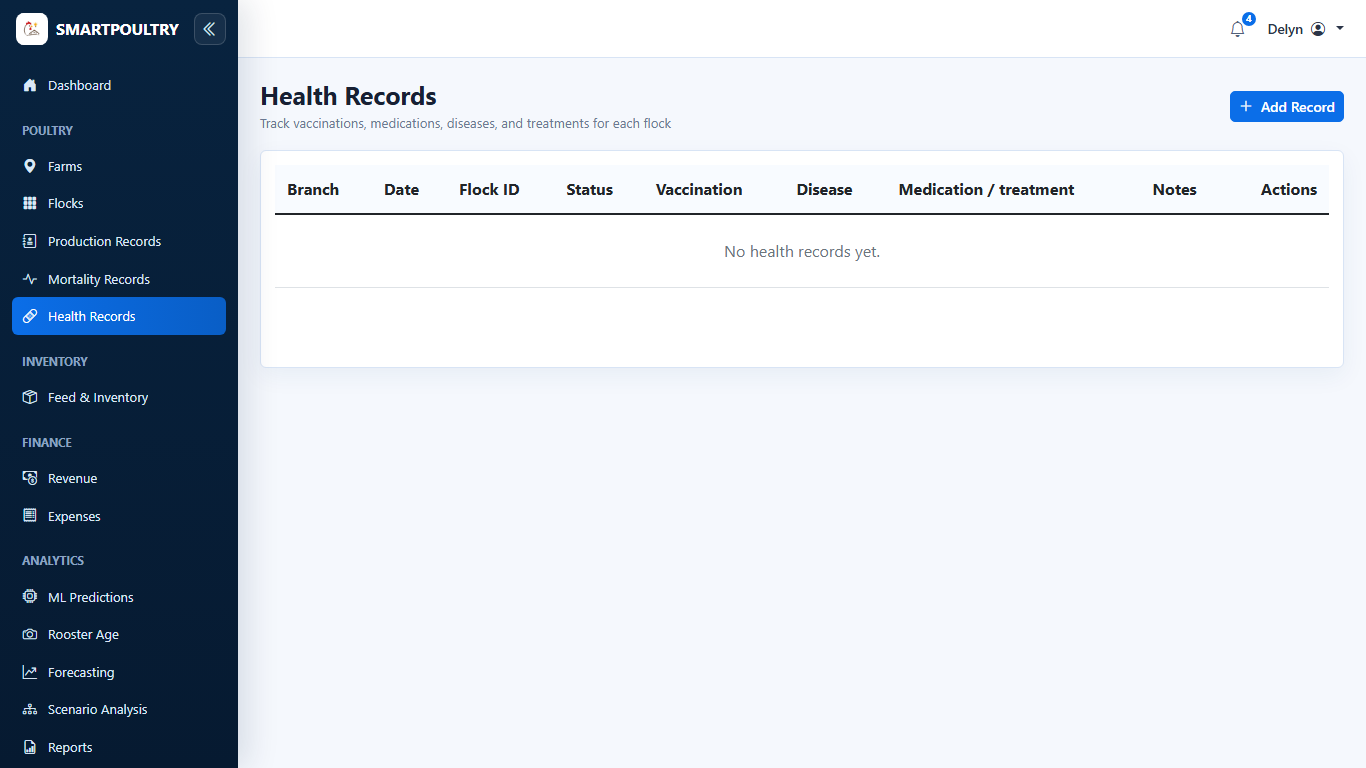 SMARTPOULTRY
4
Delyn
Dashboard
POULTRY
Farms
Flocks
Production Records
Mortality Records
Health Records
INVENTORY
Feed & Inventory
FINANCE
Revenue
Expenses
ANALYTICS
ML Predictions
Rooster Age
Forecasting
Scenario Analysis
Reports
Health Records
Track vaccinations, medications, diseases, and treatments for each flock
+ Add Record
Branch Date Flock ID Status Vaccination Disease Medication / treatment Notes Actions
No health records yet.